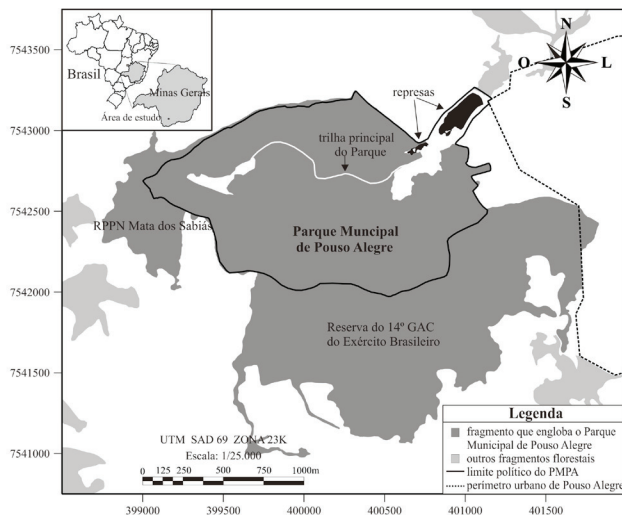 Brasil
Minas Gerais
Área de estudo
N
O
L
S
represas
trilha principal
do Parque
RPPN Mata dos Sabiás
Parque Muncipal
de Pouso Alegre
Reserva do 14º GAC
do Exército Brasileiro
UTM SAD 69 ZONA 23K
Escala: 1/25.000
0 125 250 500 750 1000m
Legenda
fragmento que engloba o Parque
Municipal de Pouso Alegre
outros fragmentos florestais
limite político do PMPA
perímetro urbano de Pouso Alegre
7543500
7543000
7542500
7542000
7541500
7541000
399000 399500 400000 400500 401000 401500